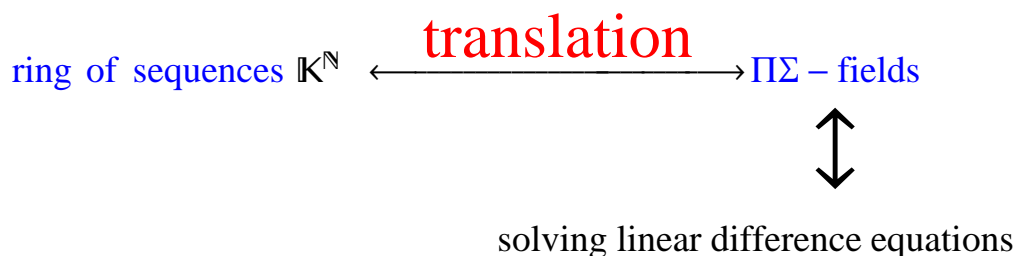 translation
ring of sequences 𝕂^ℕ ⟷ ΠΣ – fields
↕
solving linear difference equations